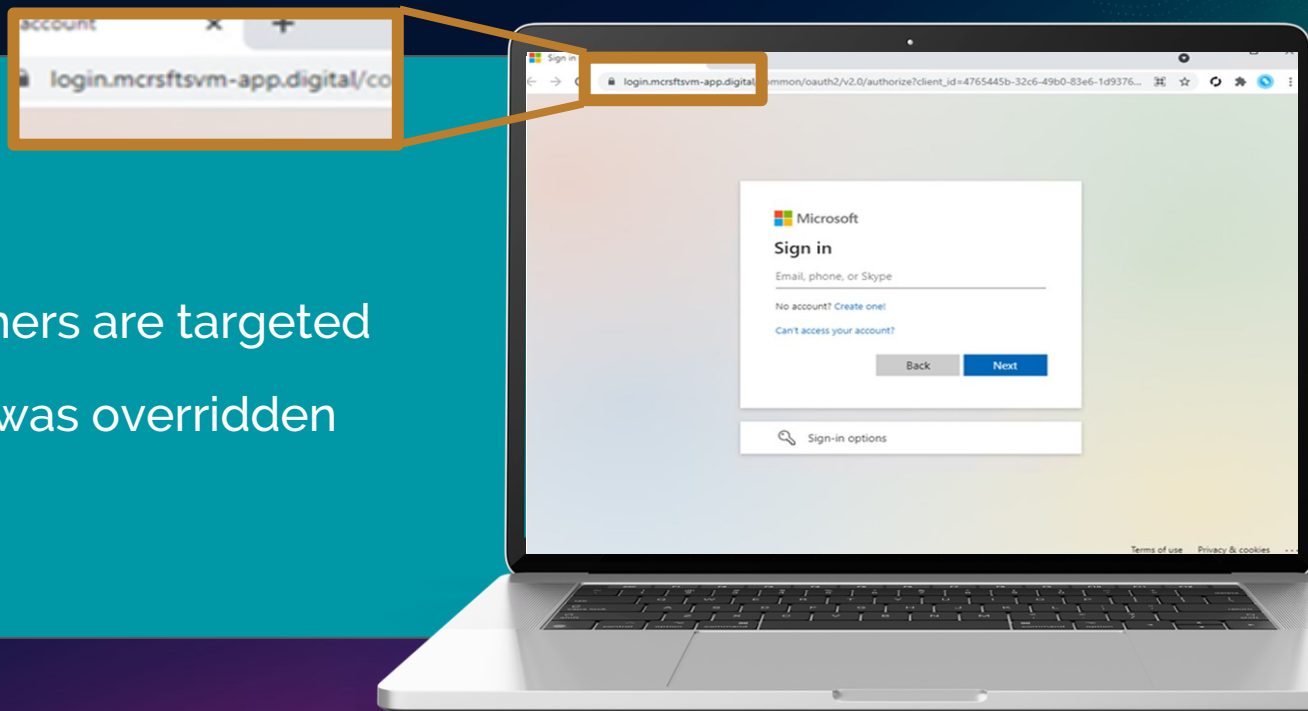 account × +
login.mcrsftsvm-app.digital/co
Sign in
login.mcrsftsvm-app.digital mmon/oauth2/v2.0/authorize?client_id=4765445b-32c6-49b0-83e6-1d9376...
Microsoft
Sign in
Email, phone, or Skype
No account? Create one!
Can't access your account?
Back Next
Sign-in options
Terms of use Privacy & cookies ...
ners are targeted
was overridden